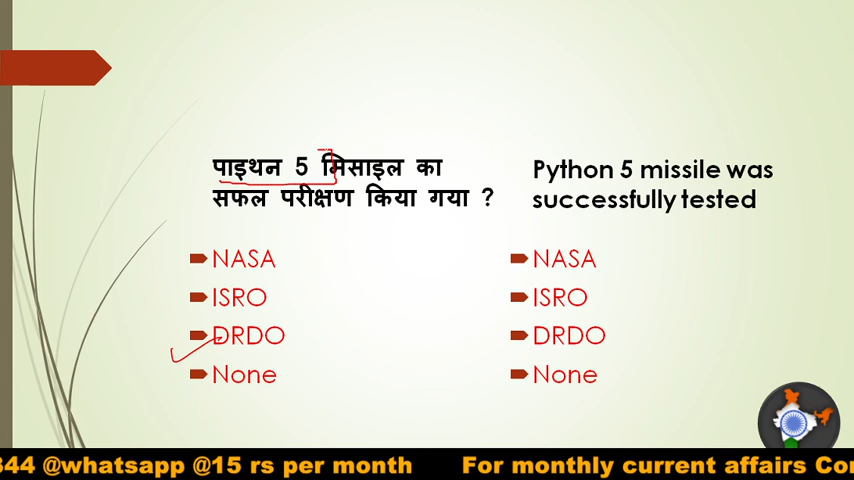 पाइथन 5 मिसाइल का
सफल परीक्षण किया गया ?
NASA
ISRO
DRDO
None
Python 5 missile was
successfully tested
NASA
ISRO
DRDO
None
344 @whatsapp @15 rs per month For monthly current affairs Co